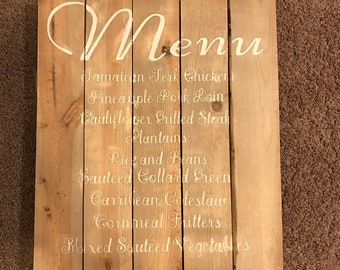 Menu
Jamaican Jerk Chicken
Pineapple Pork Loin
Cauliflower Grilled Steak
Plantains
Rice and Beans
Sauteed Collard Green
Carribean Coleslaw
Cornmeal Fritters
Mixed Sauteed Vegetables